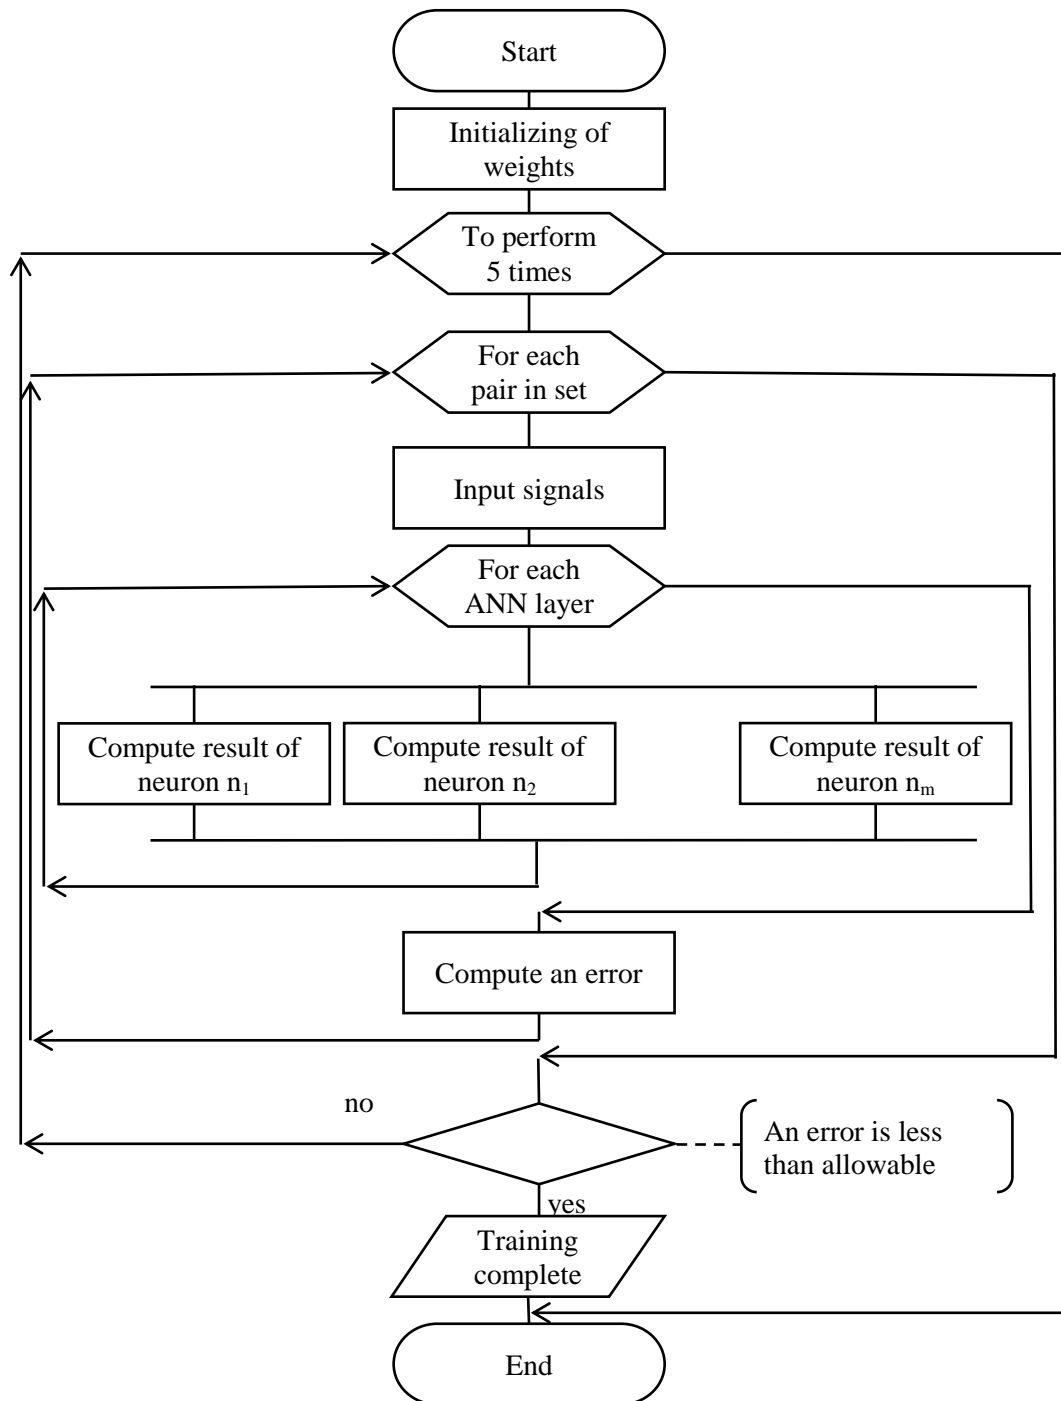 Start
Initializing of
weights
To perform
5 times
For each
pair in set
Input signals
For each
ANN layer
Compute result of
neuron n₁
Compute result of
neuron n₂
Compute result of
neuron nₘ
Compute an error
no
An error is less
than allowable
yes
Training
complete
End